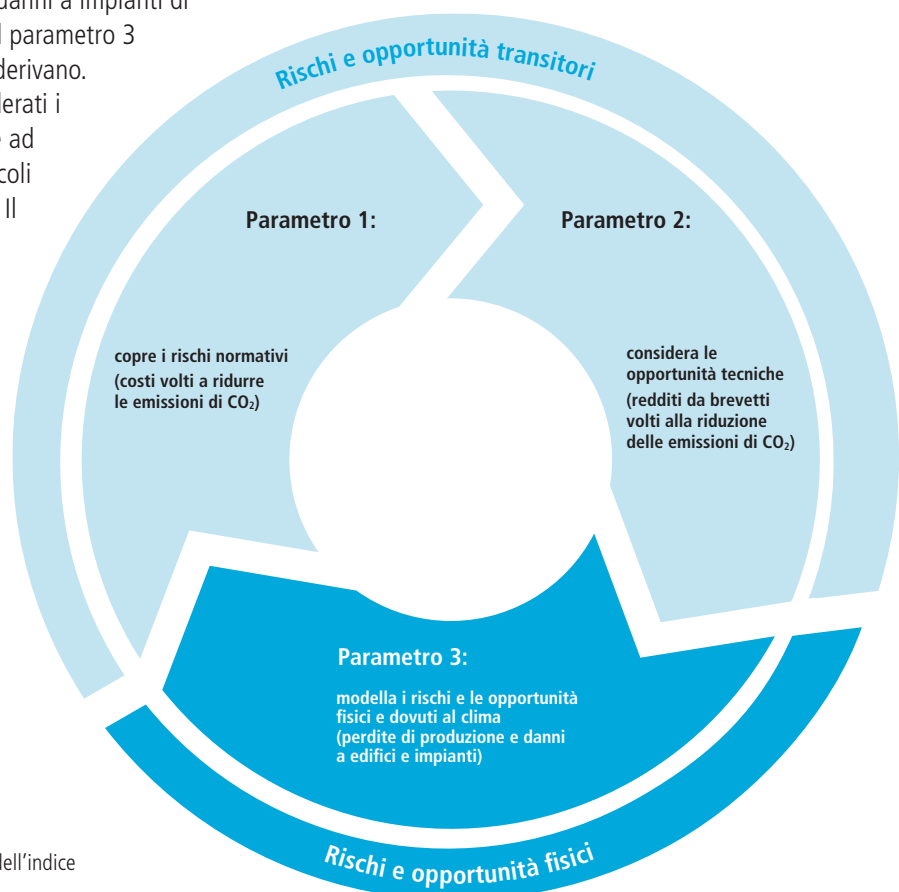 danni a impianti di
parametro 3
derivano.
i
ad
Il
Rischi e opportunità transitori
Parametro 1:
copre i rischi normativi
(costi volti a ridurre
le emissioni di CO₂)
Parametro 2:
considera le
opportunità tecniche
(redditi da brevetti
volti alla riduzione
delle emissioni di CO₂)
Parametro 3:
modella i rischi e le opportunità
fisici e dovuti al clima
(perdite di produzione e danni
a edifici e impianti)
Rischi e opportunità fisici
dell’indice